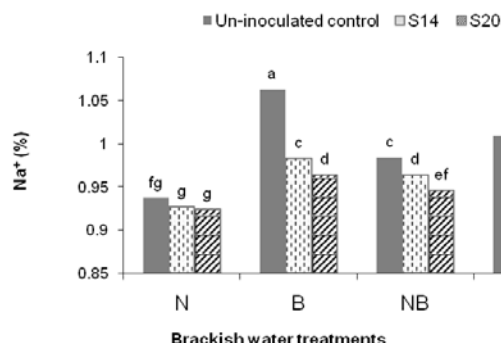 Un-inoculated control S14 S20
1.1
a
1.05
1
c c
d d
0.95
fg g g ef
0.9
0.85
Na⁺ (%)
N B NB
Brackish water treatments